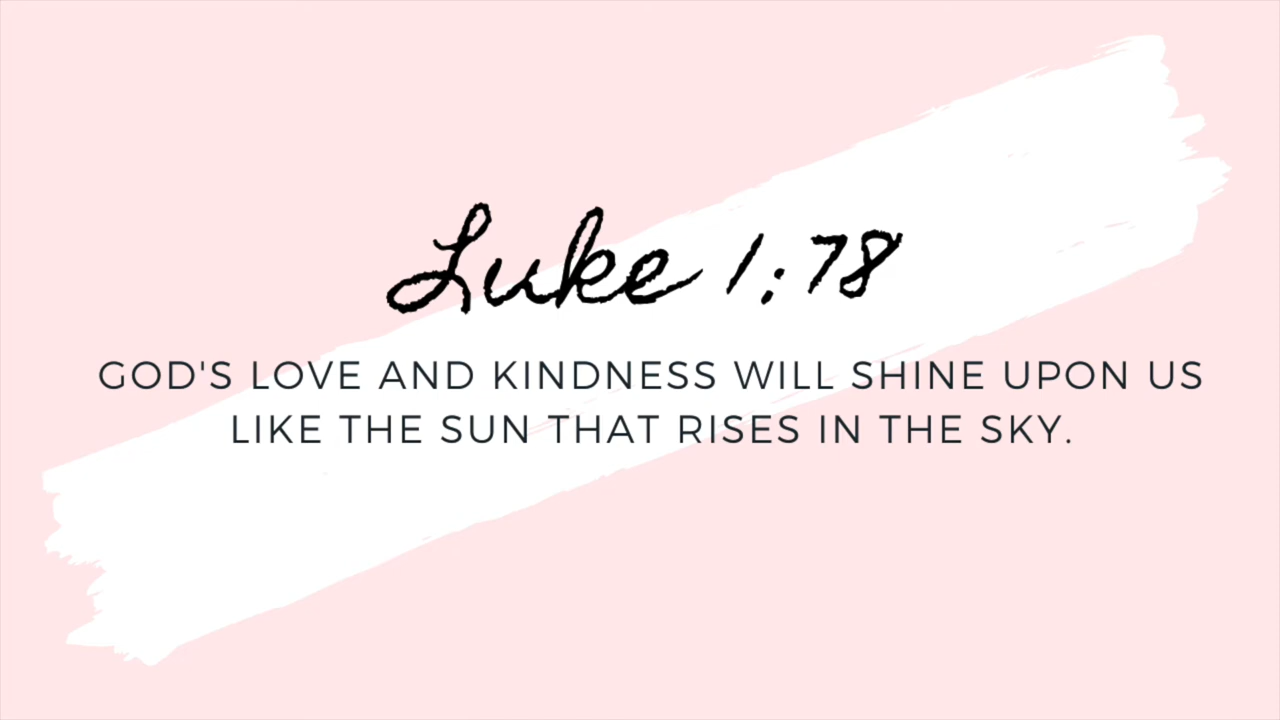 Luke 1:78
GOD'S LOVE AND KINDNESS WILL SHINE UPON US
LIKE THE SUN THAT RISES IN THE SKY.